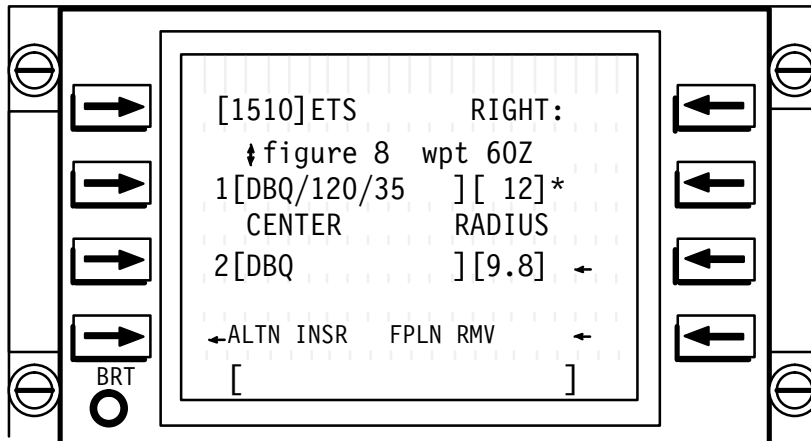 [1510]ETS RIGHT:
↕figure 8 wpt 60Z
1[DBQ/120/35 ][ 12]*
CENTER RADIUS
2[DBQ ][9.8] ←
←ALTN INSR FPLN RMV ←
[ ]
BRT